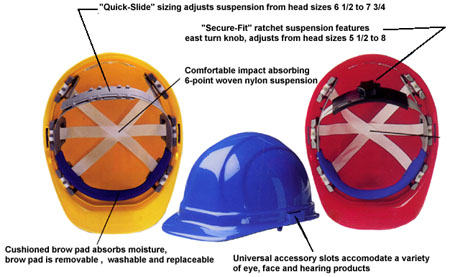 "Quick-Slide" sizing adjusts suspension from head sizes 6 1/2 to 7 3/4
"Secure-Fit" ratchet suspension features
east turn knob, adjusts from head sizes 5 1/2 to 8
Comfortable impact absorbing
6-point woven nylon suspension
Cushioned brow pad absorbs moisture,
brow pad is removable , washable and replaceable
Universal accessory slots accomodate a variety
of eye, face and hearing products